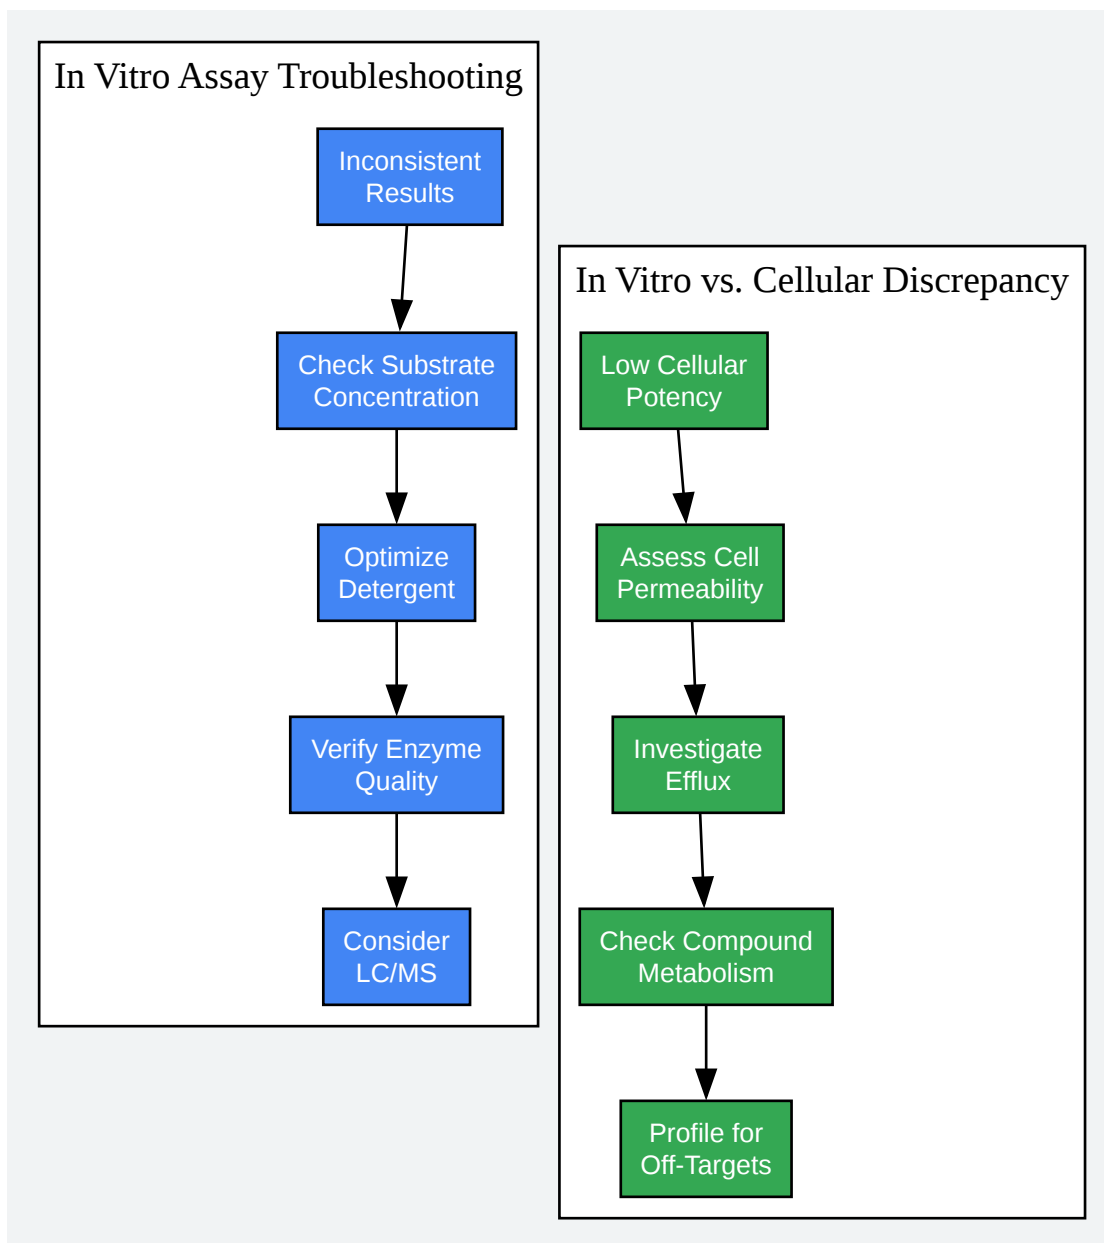 In Vitro Assay Troubleshooting
Inconsistent
Results
Check Substrate
Concentration
Optimize
Detergent
Verify Enzyme
Quality
Consider
LC/MS
In Vitro vs. Cellular Discrepancy
Low Cellular
Potency
Assess Cell
Permeability
Investigate
Efflux
Check Compound
Metabolism
Profile for
Off-Targets